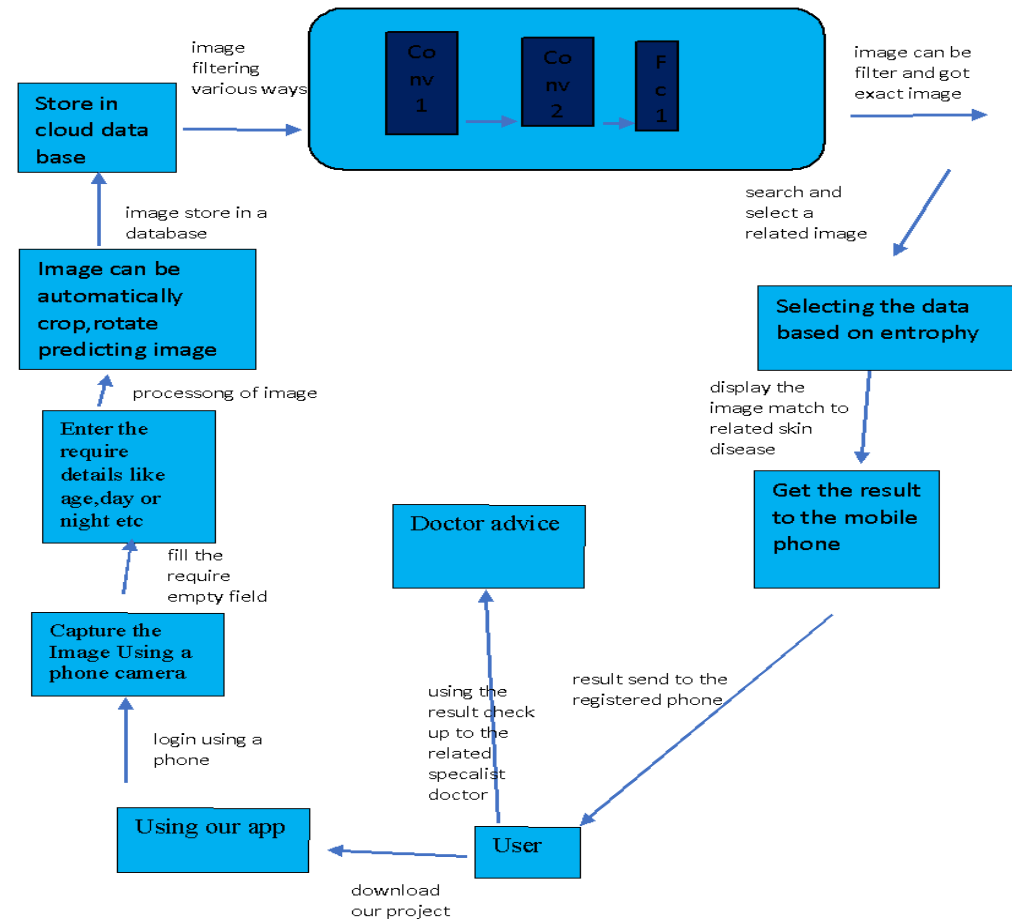 image
filtering
various ways
Co
nv
1
Co
nv
2
F
c
1
image can be
filter and got
exact image
Store in
cloud data
base
search and
select a
related image
image store in a
database
Image can be
automatically
crop,rotate
predicting image
Selecting the data
based on entrophy
processong of image
display the
image match to
related skin
disease
Enter the
require
details like
age,day or
night etc
Get the result
to the mobile
phone
Doctor advice
fill the
require
empty field
Capture the
Image Using a
phone camera
result send to the
registered phone
using the
result check
up to the
related
specalist
doctor
login using a
phone
Using our app
User
download
our project